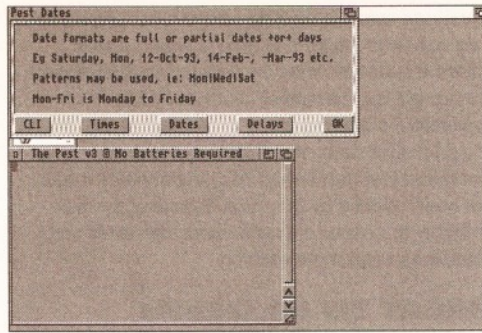 Pest Dates
Date formats are full or partial dates +or+ days
Eg Saturday, Mon, 12-Oct-93, 14-Feb-, -Mar-93 etc.
Patterns may be used, ie: Mon|Wed|Sat
Mon-Fri is Monday to Friday
CLI Times Dates Delays OK
The Pest v3 © No Batteries Required